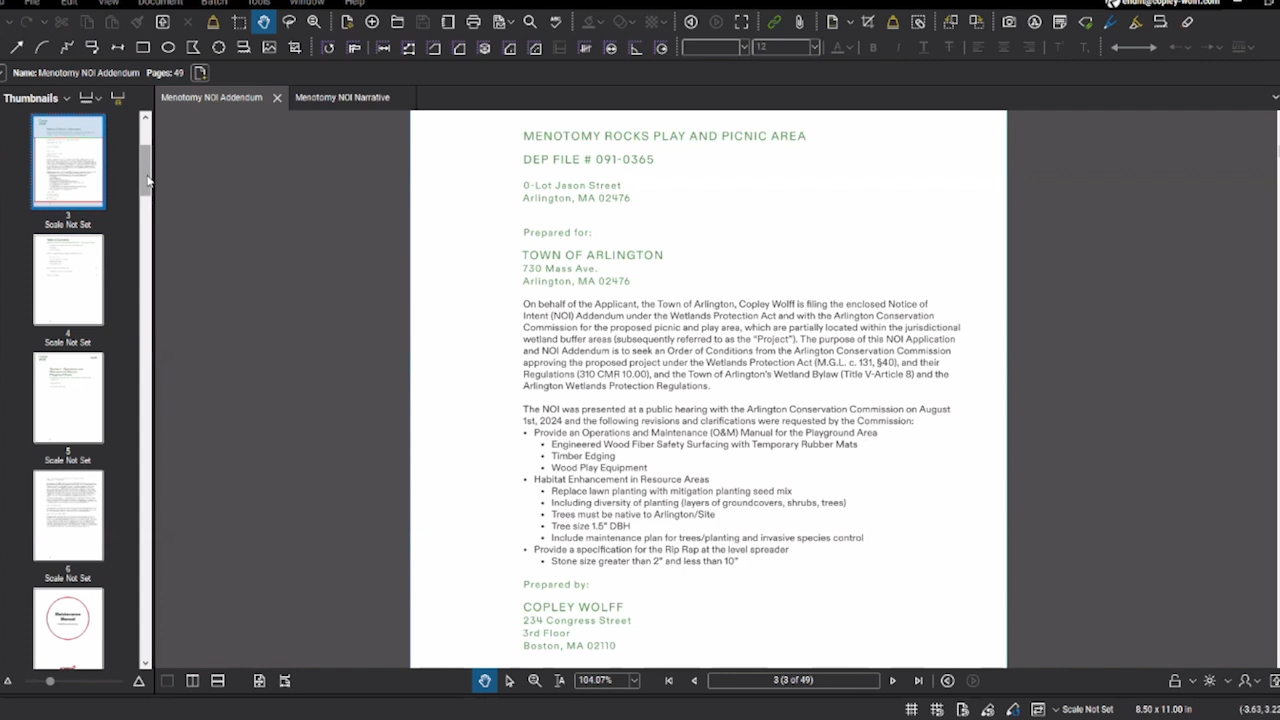 File Edit View Document Batch Tools Window Help
12
Name: Menotomy NOI Addendum Pages: 49
Thumbnails
Menotomy NOI Addendum
Menotomy NOI Narrative
3
Scale Not Set
4
Scale Not Set
5
Scale Not Set
6
Scale Not Set
Maintenance
Manual
MENOTOMY ROCKS PLAY AND PICNIC AREA
DEP FILE # 091-0365
0-Lot Jason Street
Arlington, MA 02476
Prepared for:
TOWN OF ARLINGTON
730 Mass Ave.
Arlington, MA 02476
On behalf of the Applicant, the Town of Arlington, Copley Wolff is filing the enclosed Notice of
Intent (NOI) Addendum under the Wetlands Protection Act and with the Arlington Conservation
Commission for the proposed picnic and play area, which are partially located within the jurisdictional
wetland buffer areas (subsequently referred to as the "Project"). The purpose of this NOI Application
and NOI Addendum is to seek an Order of Conditions from the Arlington Conservation Commission
approving the proposed project under the Wetlands Protection Act (M.G.L. c. 131, §40), and their
Regulations (310 CMR 10.00), and the Town of Arlington's Wetland Bylaw (Title V-Article 8) and the
Arlington Wetlands Protection Regulations.
The NOI was presented at a public hearing with the Arlington Conservation Commission on August
1st, 2024 and the following revisions and clarifications were requested by the Commission:
• Provide an Operations and Maintenance (O&M) Manual for the Playground Area
• Engineered Wood Fiber Safety Surfacing with Temporary Rubber Mats
• Timber Edging
• Wood Play Equipment
• Habitat Enhancement in Resource Areas
• Replace lawn planting with mitigation planting seed mix
• Including diversity of planting (layers of groundcovers, shrubs, trees)
• Trees must be native to Arlington/Site
• Tree size 1.5" DBH
• Include maintenance plan for trees/planting and invasive species control
• Provide a specification for the Rip Rap at the level spreader
• Stone size greater than 2" and less than 10"
Prepared by:
COPLEY WOLFF
234 Congress Street
3rd Floor
Boston, MA 02110
104.07%
3 (3 of 49)
Scale Not Set
8.50 x 11.00 in